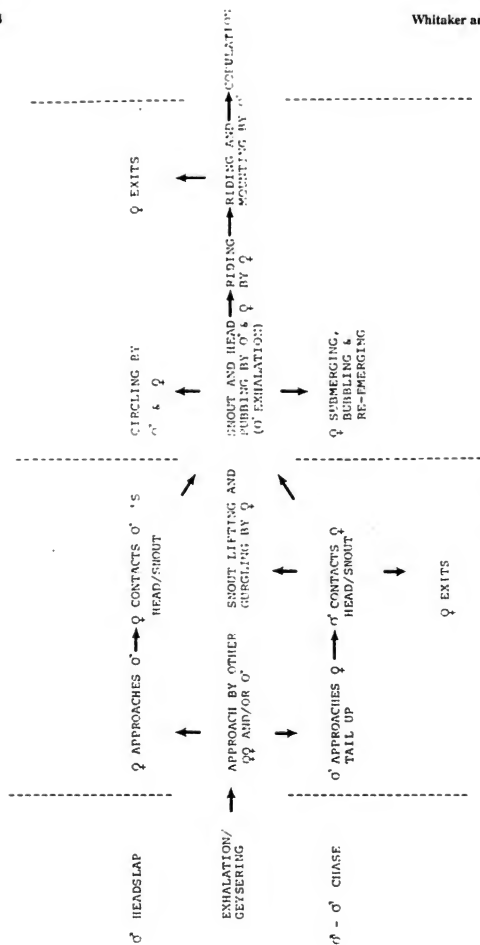 Whitaker an
♂ HEADSLAP
EXHALATION/
GEYSERING
♂ - ♂ CHASE
♀ APPROACHES ♂
♀ CONTACTS ♂ 'S
HEAD/SNOUT
APPROACH BY OTHER
♀♀ AND/OR ♂
SNOUT LIFTING AND
GURGLING BY ♀
♂ APPROACHES ♀
TAIL UP
♂ CONTACTS ♀
HEAD/SNOUT
♀ EXITS
CIRCLING BY
♂ & ♀
SNOUT AND HEAD
RUBBING BY ♂ & ♀
(♂ EXHALATION)
RIDING
BY ♀
RIDING AND
MOUNTING BY ♂
COPULATION
♀ SUBMERGING,
BUBBLING &
RE-EMERGING
♀ EXITS